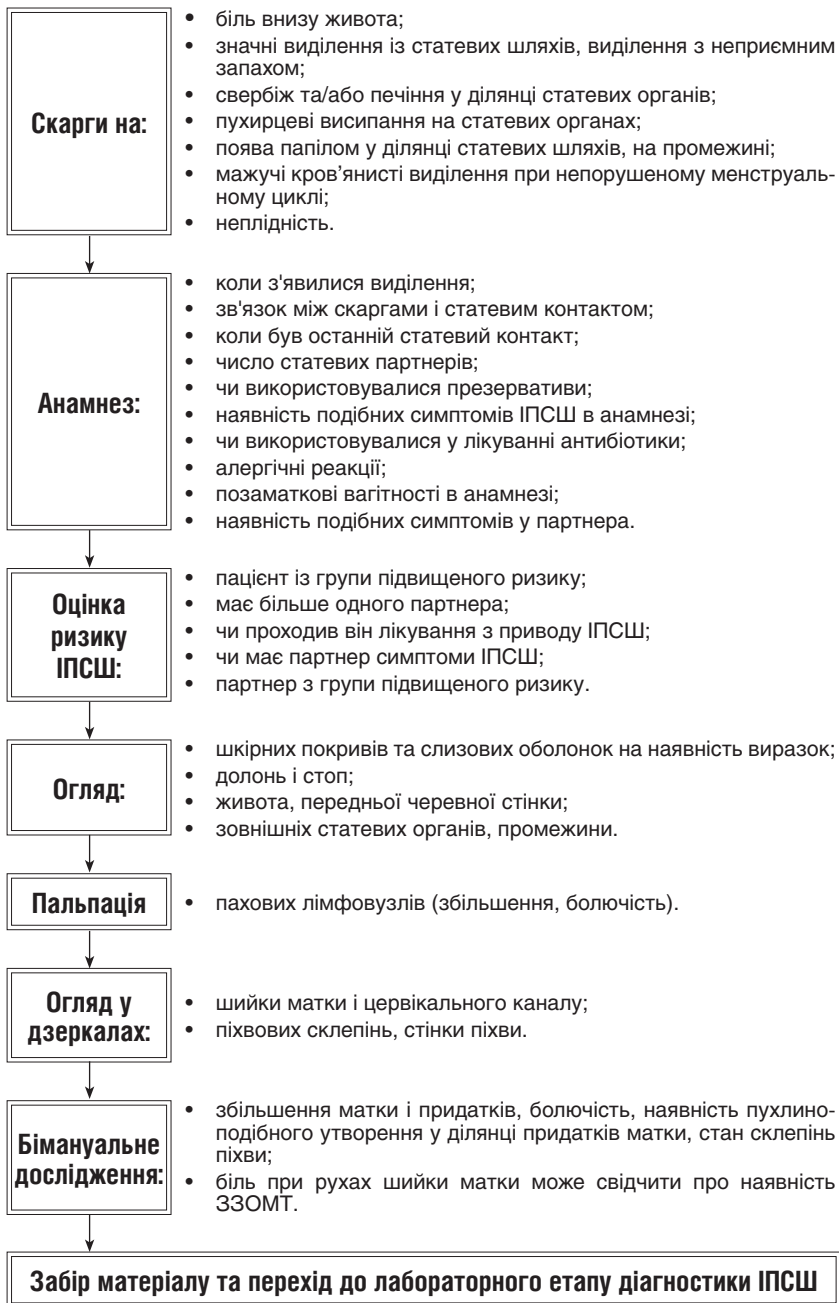 Скарги на:
• біль внизу живота;
• значні виділення із статевих шляхів, виділення з неприємним
запахом;
• свербіж та/або печіння у ділянці статевих органів;
• пухирцеві висипання на статевих органах;
• поява папілом у ділянці статевих шляхів, на промежині;
• мажучі кров’янисті виділення при непорушеному менструаль-
ному циклі;
• неплідність.
Анамнез:
• коли з'явилися виділення;
• зв'язок між скаргами і статевим контактом;
• коли був останній статевий контакт;
• число статевих партнерів;
• чи використовувалися презервативи;
• наявність подібних симптомів ІПСШ в анамнезі;
• чи використовувалися у лікуванні антибіотики;
• алергічні реакції;
• позаматкові вагітності в анамнезі;
• наявність подібних симптомів у партнера.
Оцінка
ризику
ІПСШ:
• пацієнт із групи підвищеного ризику;
• має більше одного партнера;
• чи проходив він лікування з приводу ІПСШ;
• чи має партнер симптоми ІПСШ;
• партнер з групи підвищеного ризику.
Огляд:
• шкірних покривів та слизових оболонок на наявність виразок;
• долонь і стоп;
• живота, передньої черевної стінки;
• зовнішніх статевих органів, промежини.
Пальпація
• пахових лімфовузлів (збільшення, болючість).
Огляд у
дзеркалах:
• шийки матки і цервікального каналу;
• піхвових склепінь, стінки піхви.
Бімануальне
дослідження:
• збільшення матки і придатків, болючість, наявність пухлино-
подібного утворення у ділянці придатків матки, стан склепінь
піхви;
• біль при рухах шийки матки може свідчити про наявність
ЗЗОМТ.
Забір матеріалу та перехід до лабораторного етапу діагностики ІПСШ